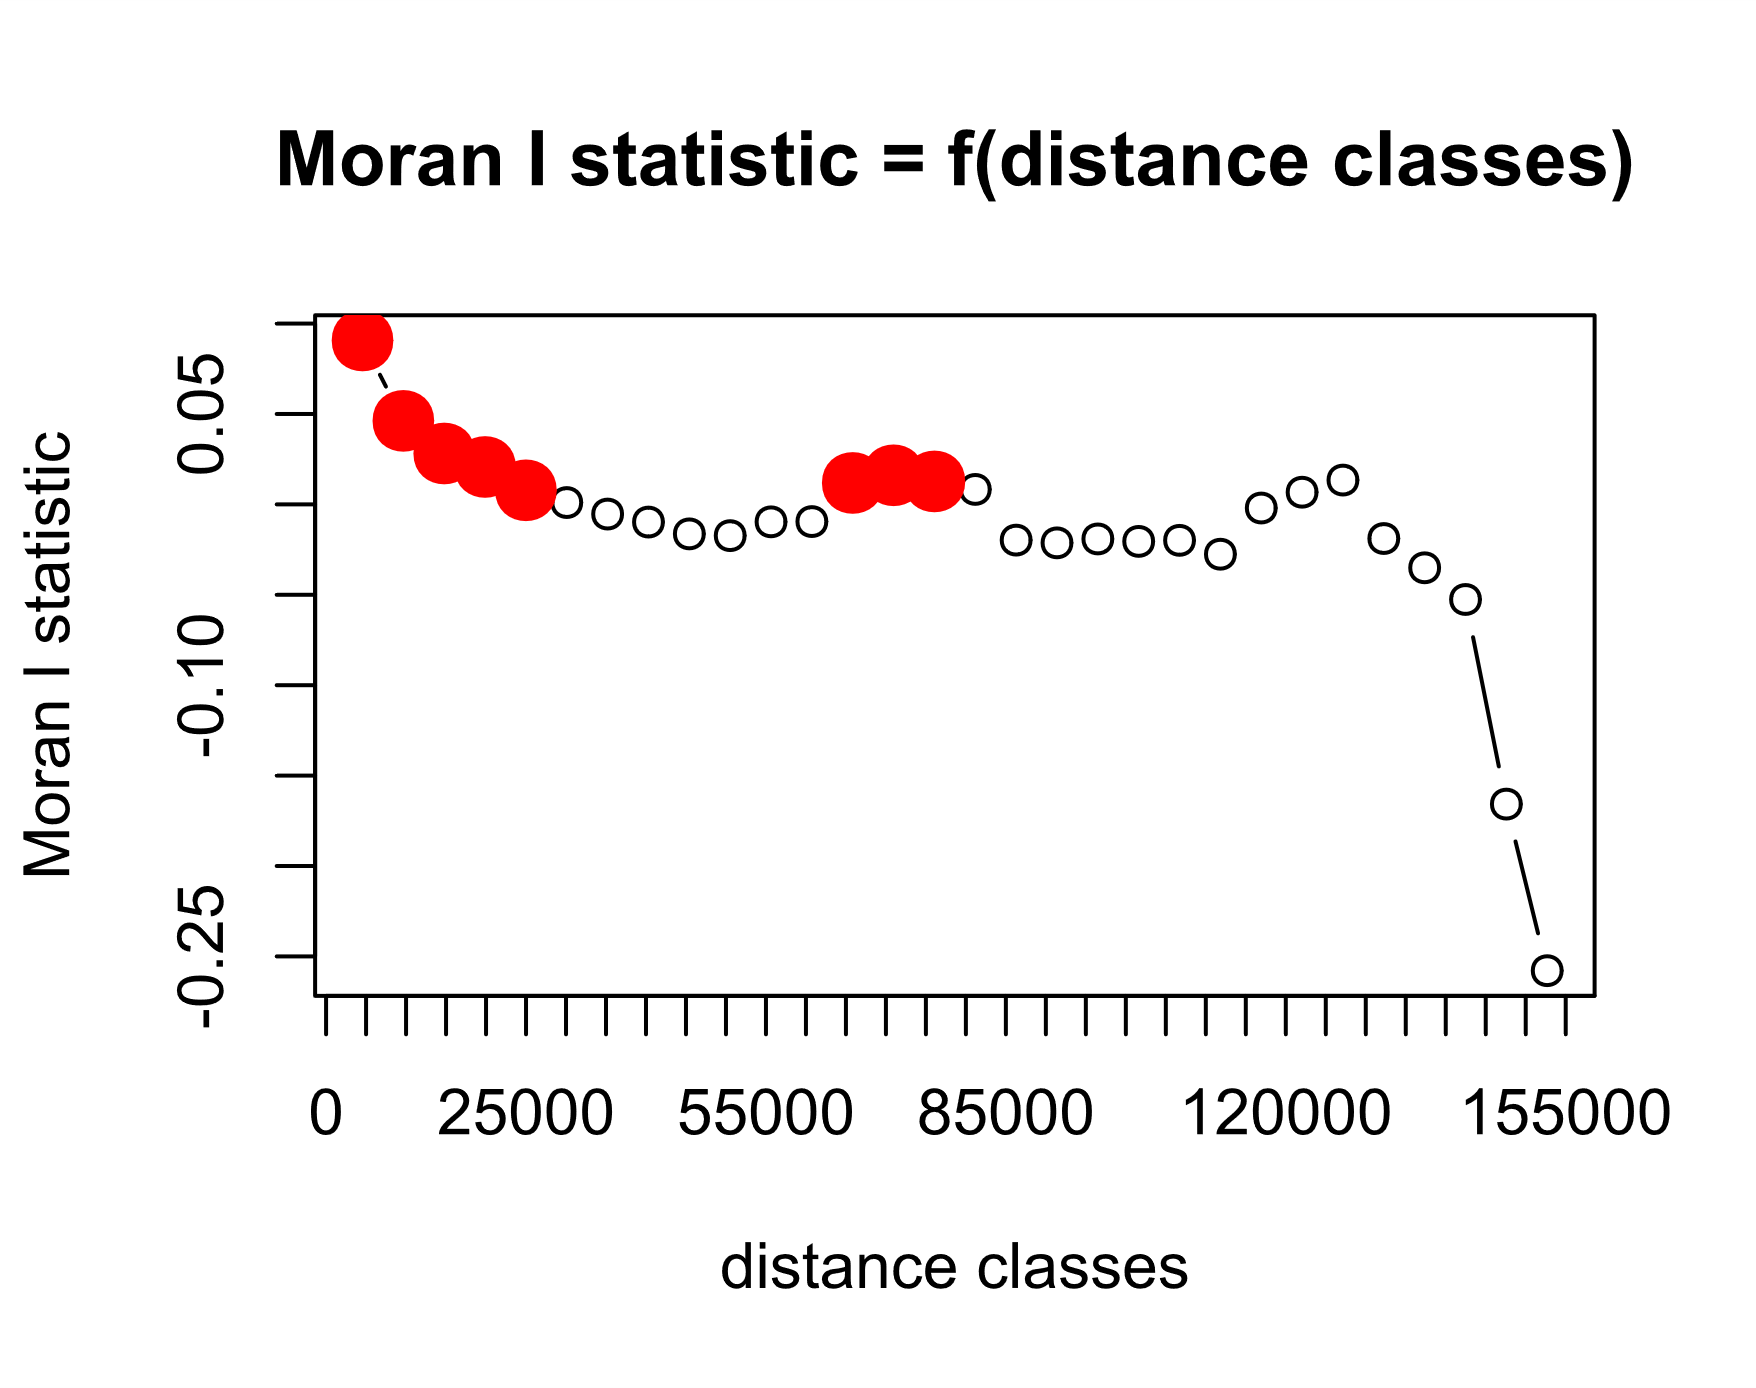 Moran I statistic = f(distance classes)
Moran I statistic
0.05
-0.10
-0.25
0 25000 55000 85000 120000 155000
distance classes